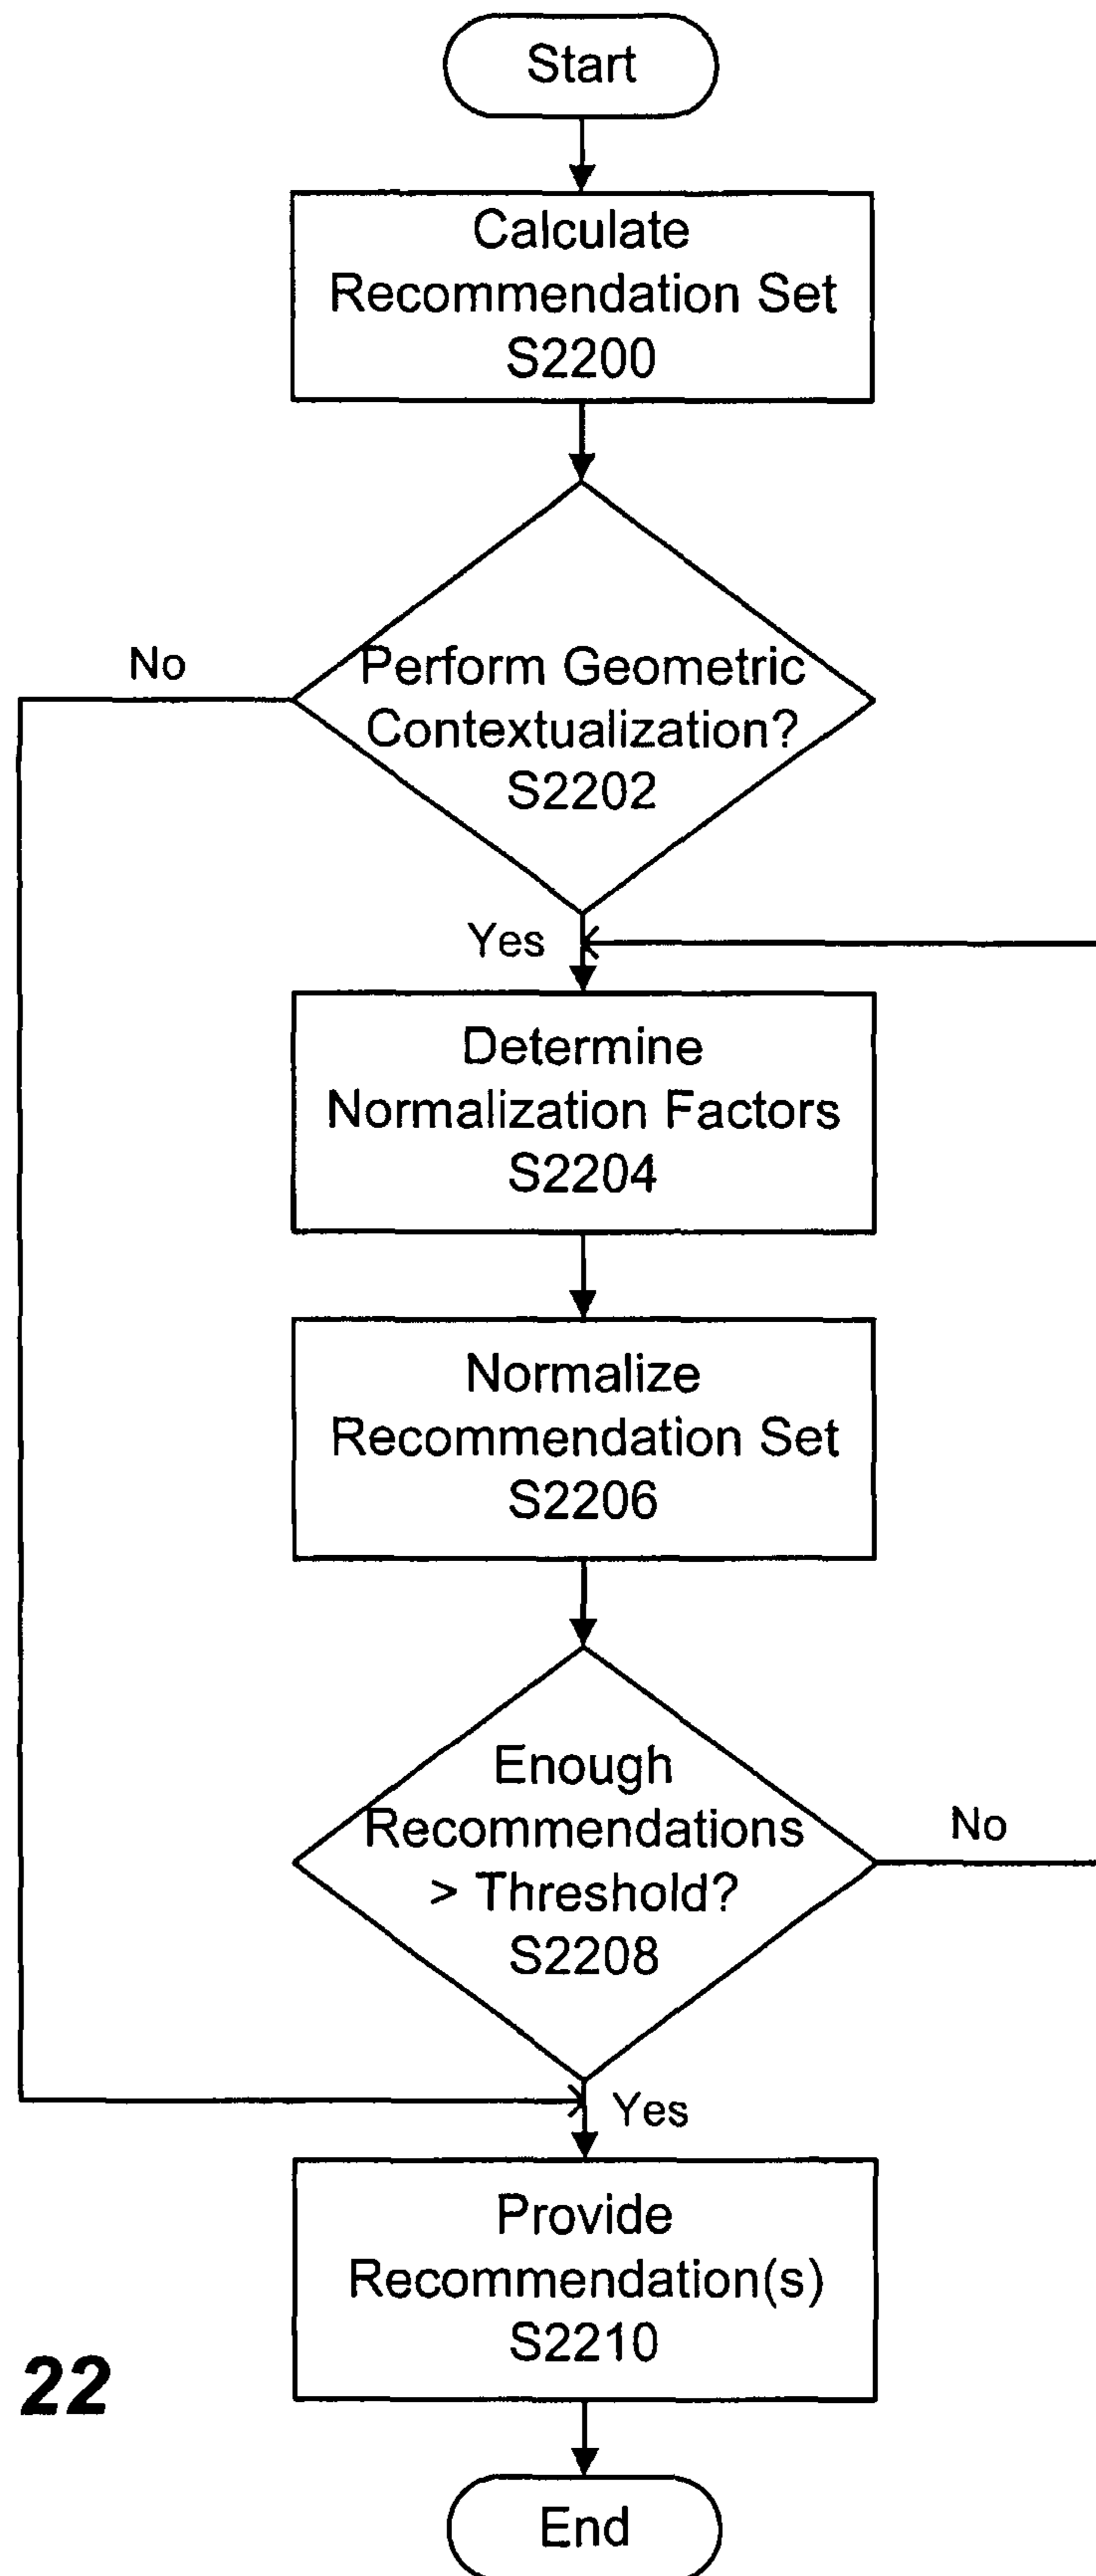 Start
Calculate
Recommendation Set
S2200
No
Perform Geometric
Contextualization?
S2202
Yes
Determine
Normalization Factors
S2204
Normalize
Recommendation Set
S2206
Enough
Recommendations
> Threshold?
S2208
No
Yes
Provide
Recommendation(s)
S2210
22
End